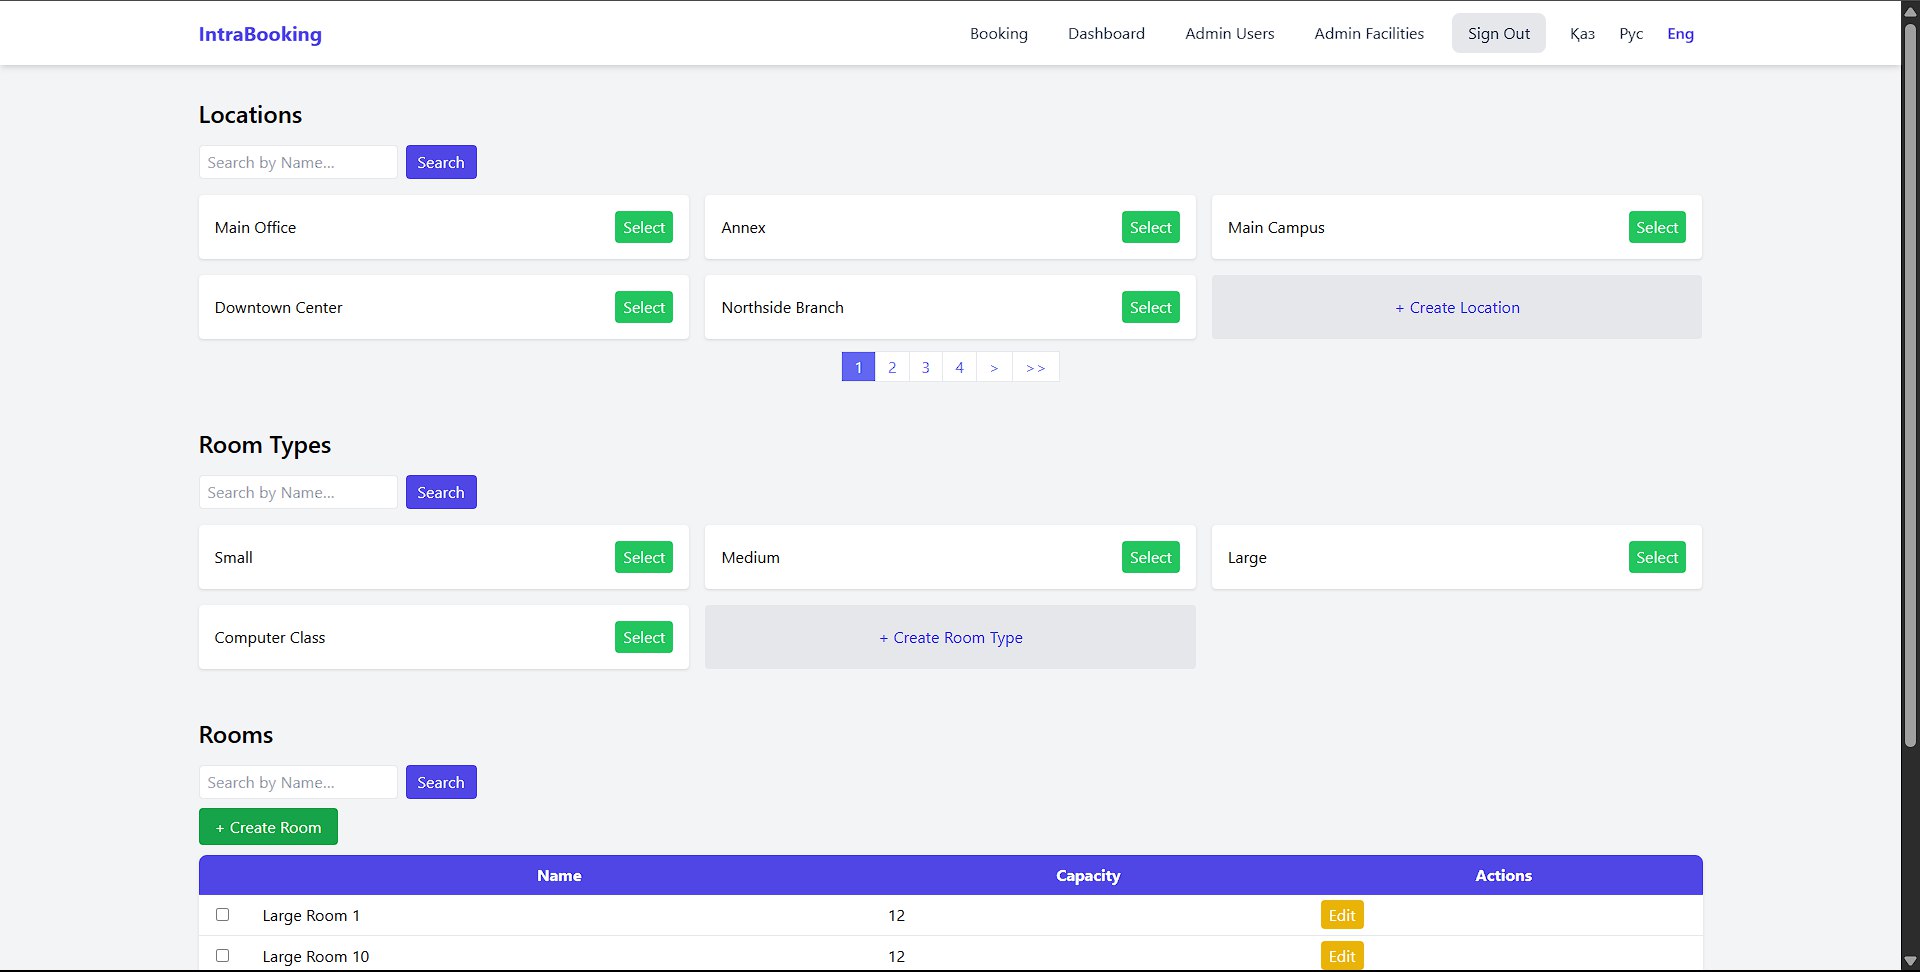 IntraBooking Booking Dashboard Admin Users Admin Facilities Sign Out Қаз Рус Eng
Locations
Search by Name... Search
Main Office Select Annex Select Main Campus Select
Downtown Center Select Northside Branch Select + Create Location
1 2 3 4 > >>
Room Types
Search by Name... Search
Small Select Medium Select Large Select
Computer Class Select + Create Room Type
Rooms
Search by Name... Search
+ Create Room
Name Capacity Actions
Large Room 1 12 Edit
Large Room 10 12 Edit